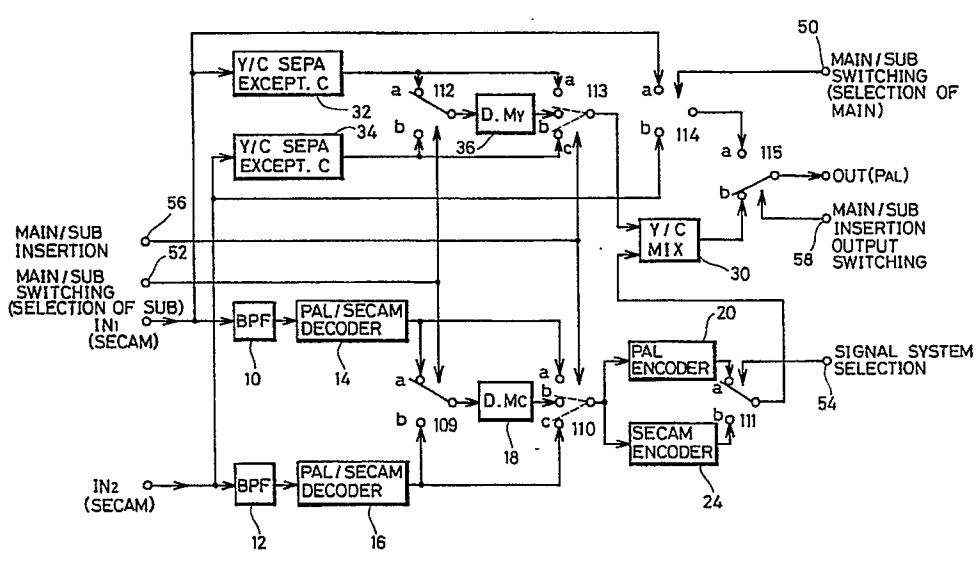 50
Y/C SEPA
EXCEPT. C
32
34
Y/C SEPA
EXCEPT. C
a
112
b
D. MY
36
a
113
b
c
a
b
114
MAIN/SUB
SWITCHING
(SELECTION OF
MAIN)
a
115
b
OUT(PAL)
MAIN/SUB
INSERTION
OUTPUT
SWITCHING
58
Y/C
MIX
30
56
MAIN/SUB
INSERTION
52
MAIN/SUB
SWITCHING
(SELECTION OF SUB)
IN1
(SECAM)
BPF
10
PAL/SECAM
DECODER
14
a
b
109
D. MC
18
a
b
c
110
20
PAL
ENCODER
a
b
111
SECAM
ENCODER
24
SIGNAL SYSTEM
SELECTION
54
IN2
(SECAM)
BPF
12
PAL/SECAM
DECODER
16